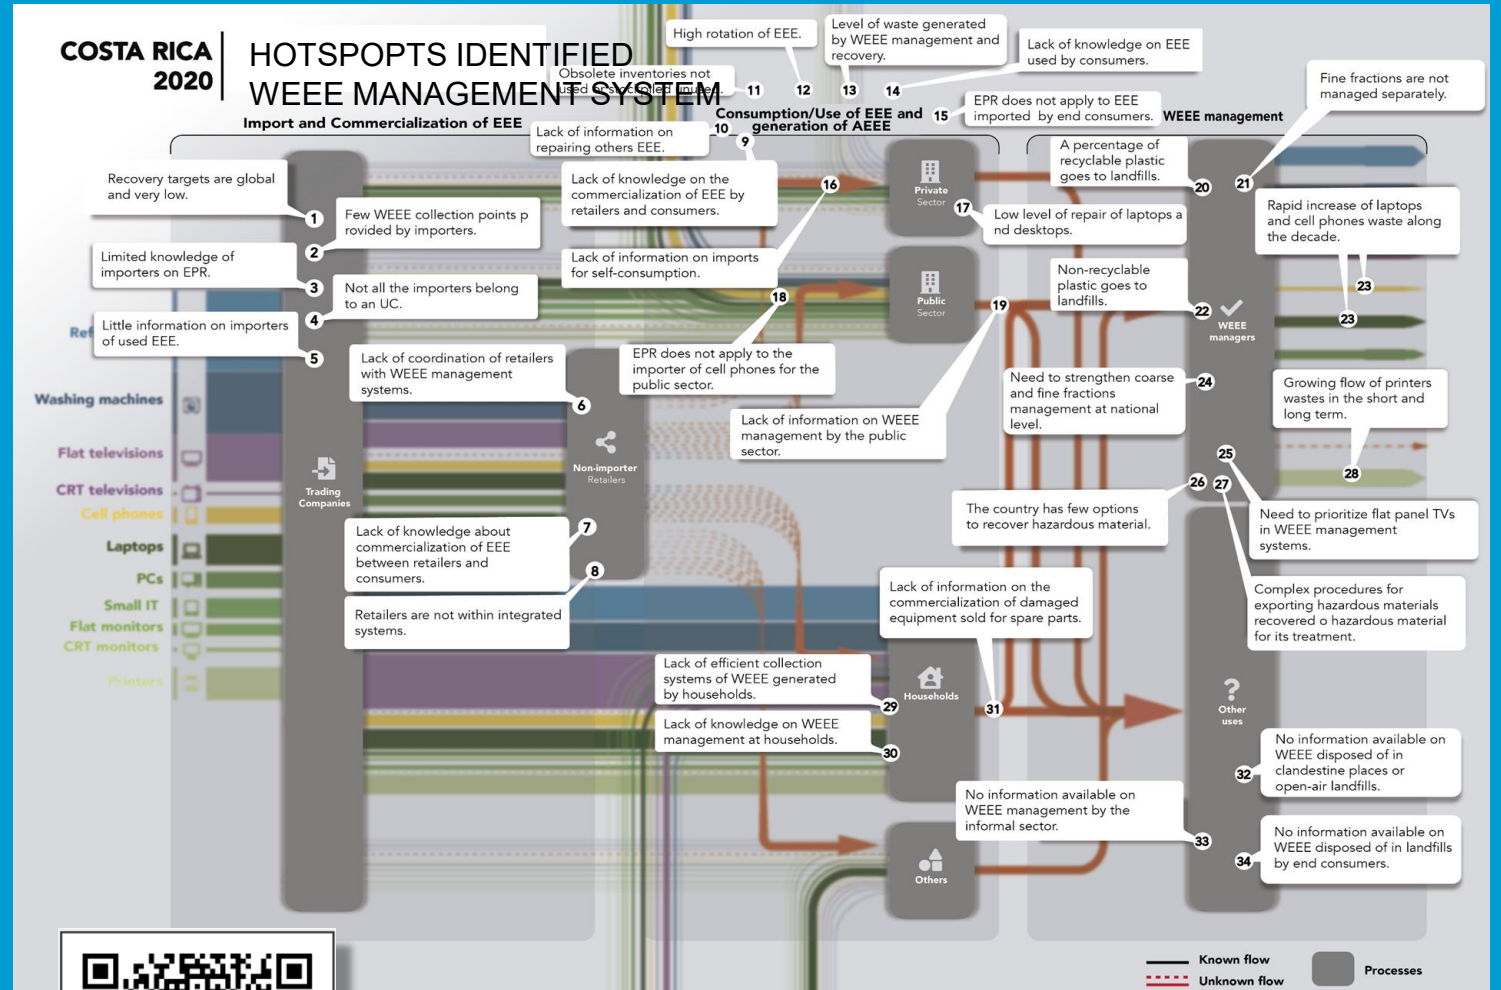 COSTA RICA
2020
HOTSPOPTS IDENTIFIED
WEEE MANAGEMENT SYSTEM
Import and Commercialization of EEE
Consumption/Use of EEE and
generation of AEEE
WEEE management
Obsolete inventories not
used or stockpiled unused.
11
High rotation of EEE.
12
Level of waste generated
by WEEE management and
recovery.
13
Lack of knowledge on EEE
used by consumers.
14
EPR does not apply to EEE
imported by end consumers.
15
Lack of information on
repairing others EEE.
10
9
Lack of knowledge on the
commercialization of EEE by
retailers and consumers.
16
Lack of information on imports
for self-consumption.
Private
Sector
17
Low level of repair of laptops a
nd desktops.
18
EPR does not apply to the
importer of cell phones for the
public sector.
Public
Sector
19
Lack of information on WEEE
management by the public
sector.
Recovery targets are global
and very low.
1
Few WEEE collection points p
rovided by importers.
2
Limited knowledge of
importers on EPR.
3
Not all the importers belong
to an UC.
4
Little information on importers
of used EEE.
5
Ref
Washing machines
Flat televisions
CRT televisions
Cell phones
Laptops
PCs
Small IT
Flat monitors
CRT monitors
Printers
Trading
Companies
Lack of coordination of retailers
with WEEE management
systems.
6
Non-importer
Retailers
Lack of knowledge about
commercialization of EEE
between retailers and
consumers.
7
8
Retailers are not within integrated
systems.
Fine fractions are not
managed separately.
A percentage of
recyclable plastic
goes to landfills.
20
21
Rapid increase of laptops
and cell phones waste along
the decade.
23
23
Non-recyclable
plastic goes to
landfills.
22
WEEE
managers
Need to strengthen coarse
and fine fractions
management at national
level.
24
Growing flow of printers
wastes in the short and
long term.
28
25
26
27
The country has few options
to recover hazardous material.
Need to prioritize flat panel TVs
in WEEE management
systems.
Complex procedures for
exporting hazardous materials
recovered o hazardous material
for its treatment.
Lack of information on the
commercialization of damaged
equipment sold for spare parts.
Lack of efficient collection
systems of WEEE generated
by households.
29
Households
31
Lack of knowledge on WEEE
management at households.
30
Other
uses
No information available on
WEEE disposed of in
clandestine places or
open-air landfills.
32
No information available on
WEEE management by the
informal sector.
33
No information available on
WEEE disposed of in landfills
by end consumers.
34
Others
Known flow
Unknown flow
Processes